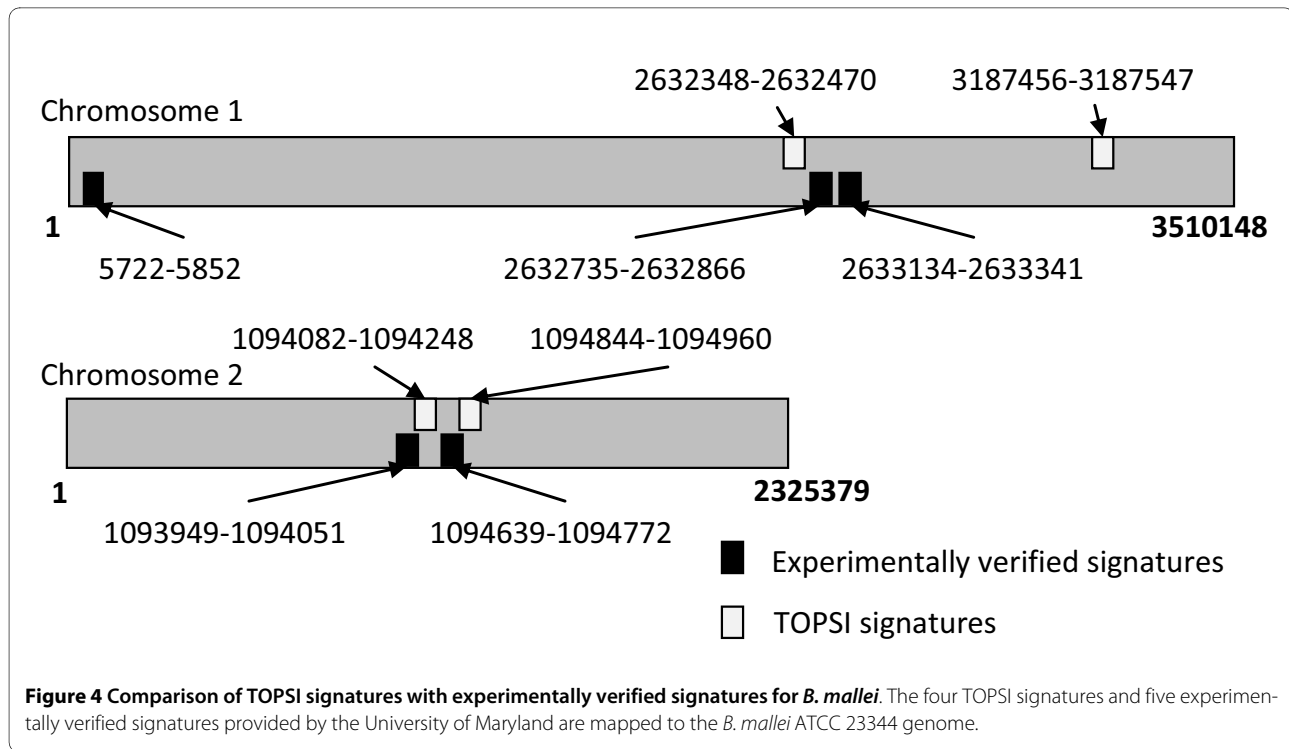 2632348-2632470 3187456-3187547
Chromosome 1
1 3510148
5722-5852 2632735-2632866 2633134-2633341
1094082-1094248 1094844-1094960
Chromosome 2
1 2325379
1093949-1094051 1094639-1094772
Experimentally verified signatures
TOPSI signatures
Figure 4 Comparison of TOPSI signatures with experimentally verified signatures for B. mallei. The four TOPSI signatures and five experimen-
tally verified signatures provided by the University of Maryland are mapped to the B. mallei ATCC 23344 genome.